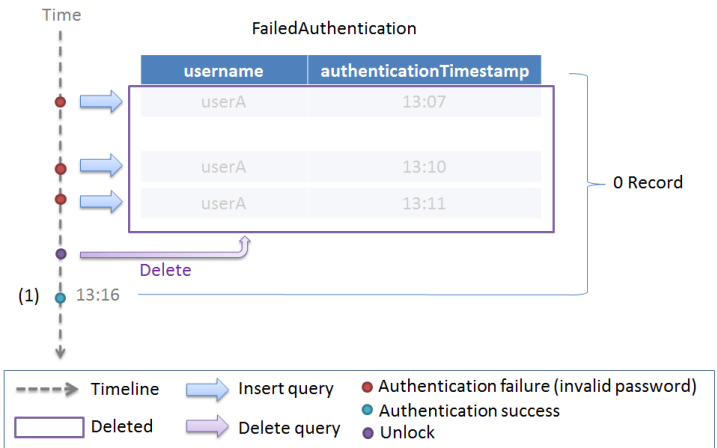 Time
FailedAuthentication
username authenticationTimestamp
userA 13:07
userA 13:10
userA 13:11
0 Record
Delete
(1) 13:16
Timeline Insert query Authentication failure (invalid password)
Authentication success
Deleted Delete query Unlock